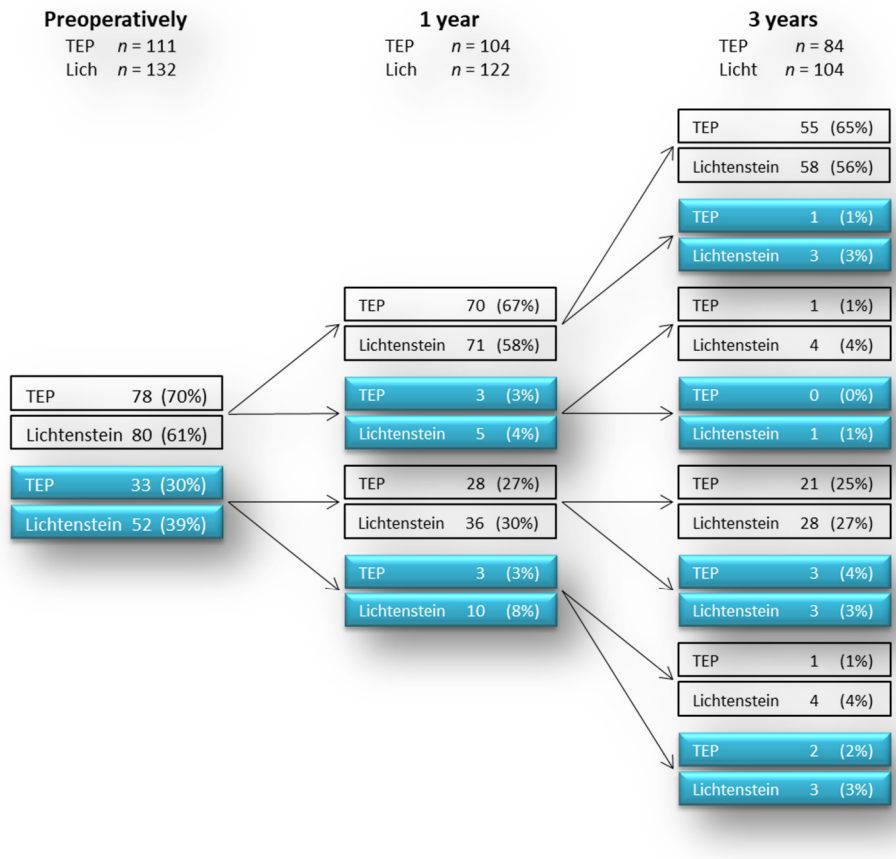 Preoperatively
TEP n = 111
Lich n = 132
1 year
TEP n = 104
Lich n = 122
3 years
TEP n = 84
Licht n = 104
TEP 78 (70%)
Lichtenstein 80 (61%)
TEP 33 (30%)
Lichtenstein 52 (39%)
TEP 70 (67%)
Lichtenstein 71 (58%)
TEP 3 (3%)
Lichtenstein 5 (4%)
TEP 28 (27%)
Lichtenstein 36 (30%)
TEP 3 (3%)
Lichtenstein 10 (8%)
TEP 55 (65%)
Lichtenstein 58 (56%)
TEP 1 (1%)
Lichtenstein 3 (3%)
TEP 1 (1%)
Lichtenstein 4 (4%)
TEP 0 (0%)
Lichtenstein 1 (1%)
TEP 21 (25%)
Lichtenstein 28 (27%)
TEP 3 (4%)
Lichtenstein 3 (3%)
TEP 1 (1%)
Lichtenstein 4 (4%)
TEP 2 (2%)
Lichtenstein 3 (3%)